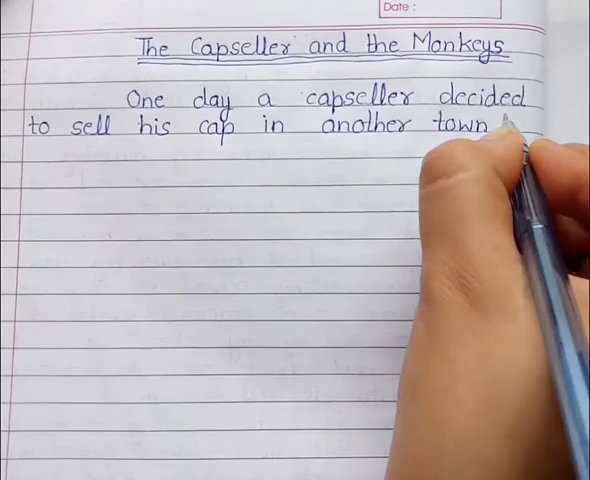 Date :
The Capseller and the Monkeys
One day a capseller decided
to sell his cap in another town